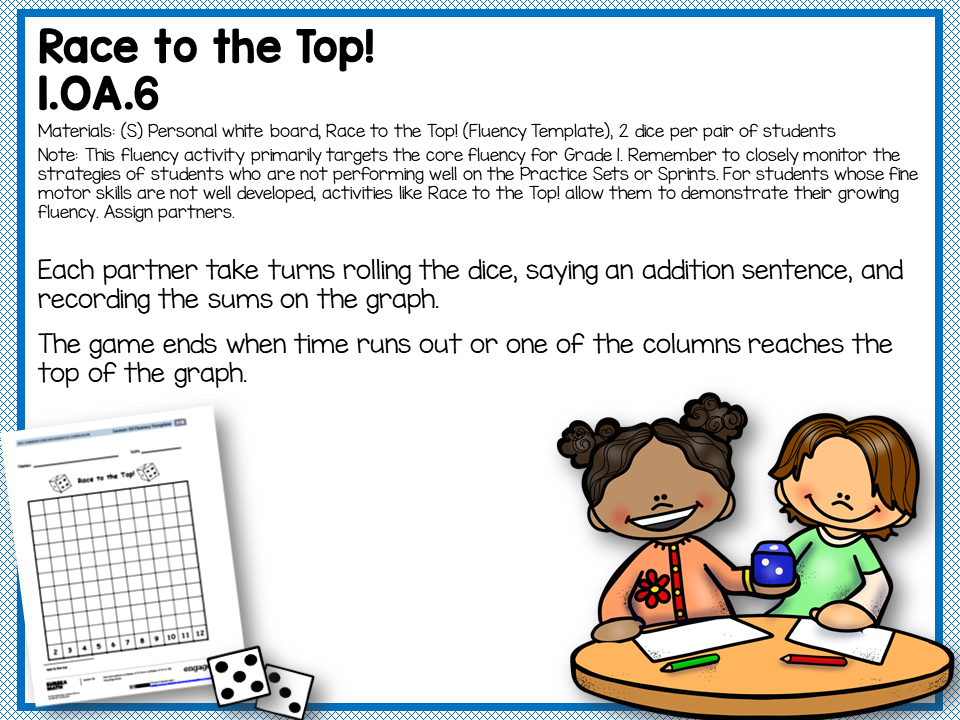 Race to the Top!
1.OA.6
Materials: (S) Personal white board, Race to the Top! (Fluency Template), 2 dice per pair of students
Note: This fluency activity primarily targets the core fluency for Grade 1. Remember to closely monitor the
strategies of students who are not performing well on the Practice Sets or Sprints. For students whose fine
motor skills are not well developed, activities like Race to the Top! allow them to demonstrate their growing
fluency. Assign partners.
Each partner take turns rolling the dice, saying an addition sentence, and
recording the sums on the graph.
The game ends when time runs out or one of the columns reaches the
top of the graph.
Name
Date
Race to the Top!
2 3 4 5 6 7 8 9 10 11 12
EUREKA
MATH
engage